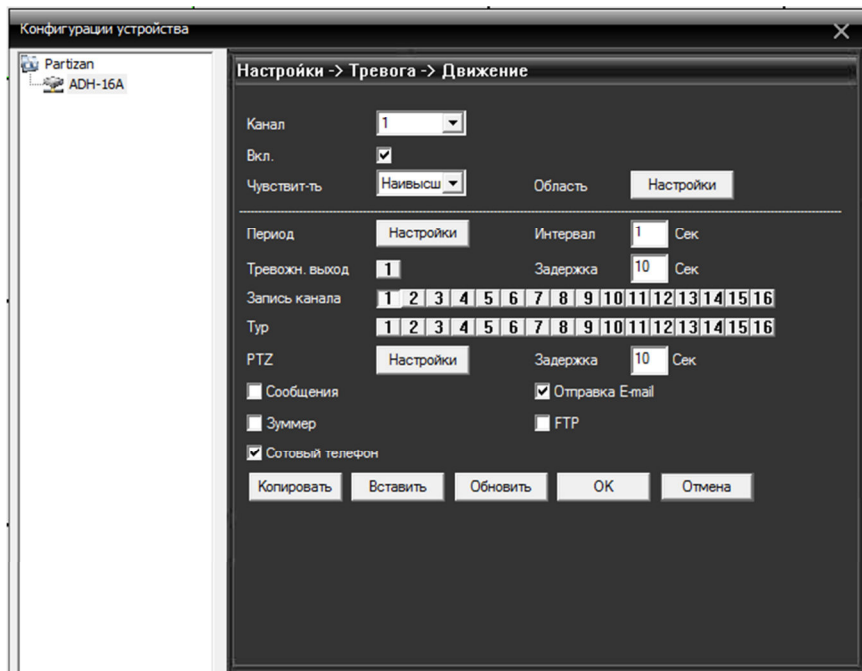 Конфигурации устройства
Partizan
ADH-16A
Настройки -> Тревога -> Движение
Канал 1
Вкл.
Чувствит-ть Наивысш Область Настройки
Период Настройки Интервал 1 Сек
Тревожн. выход 1 Задержка 10 Сек
Запись канала 1 2 3 4 5 6 7 8 9 10 11 12 13 14 15 16
Тур 1 2 3 4 5 6 7 8 9 10 11 12 13 14 15 16
PTZ Настройки Задержка 10 Сек
Сообщения Отправка E-mail
Зуммер FTP
Сотовый телефон
Копировать Вставить Обновить OK Отмена